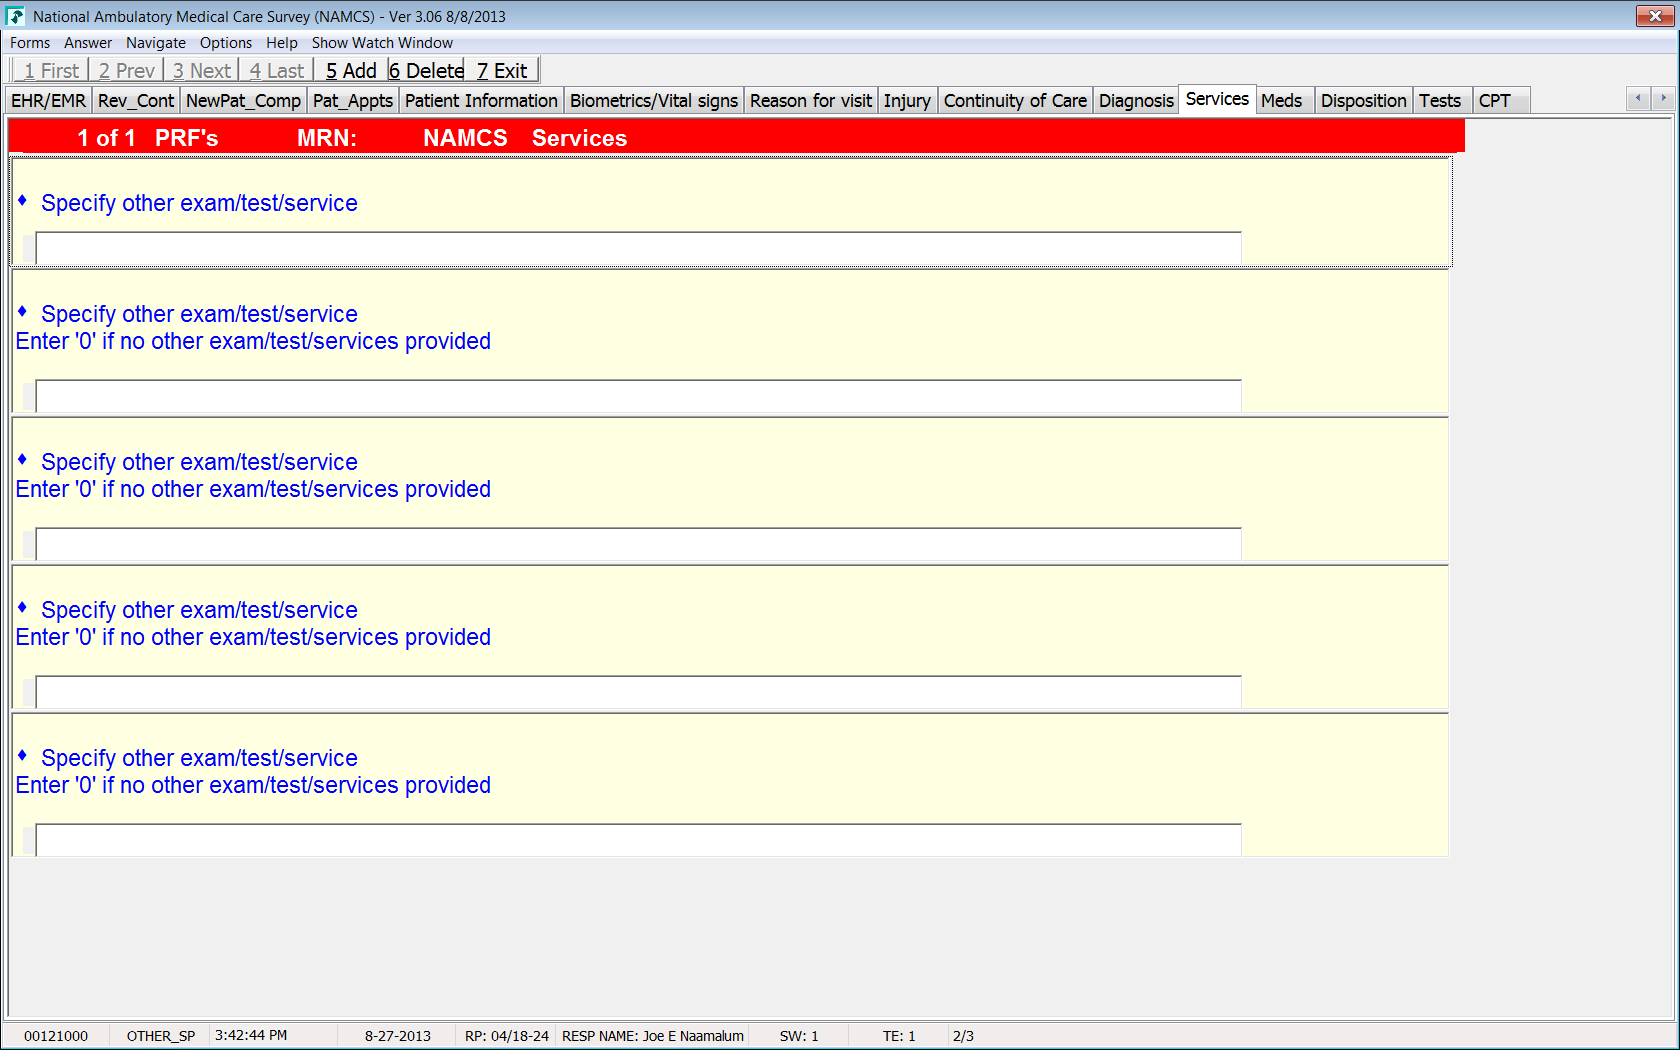 National Ambulatory Medical Care Survey (NAMCS) - Ver 3.06 8/8/2013
Forms Answer Navigate Options Help Show Watch Window
1 First 2 Prev 3 Next 4 Last 5 Add 6 Delete 7 Exit
EHR/EMR Rev_Cont NewPat_Comp Pat_Appts Patient Information Biometrics/Vital signs Reason for visit Injury Continuity of Care Diagnosis Services Meds Disposition Tests CPT
1 of 1 PRF's MRN: NAMCS Services
♦ Specify other exam/test/service
♦ Specify other exam/test/service
Enter '0' if no other exam/test/services provided
♦ Specify other exam/test/service
Enter '0' if no other exam/test/services provided
♦ Specify other exam/test/service
Enter '0' if no other exam/test/services provided
♦ Specify other exam/test/service
Enter '0' if no other exam/test/services provided
00121000 OTHER_SP 3:42:44 PM 8-27-2013 RP: 04/18-24 RESP NAME: Joe E Naamalum SW: 1 TE: 1 2/3